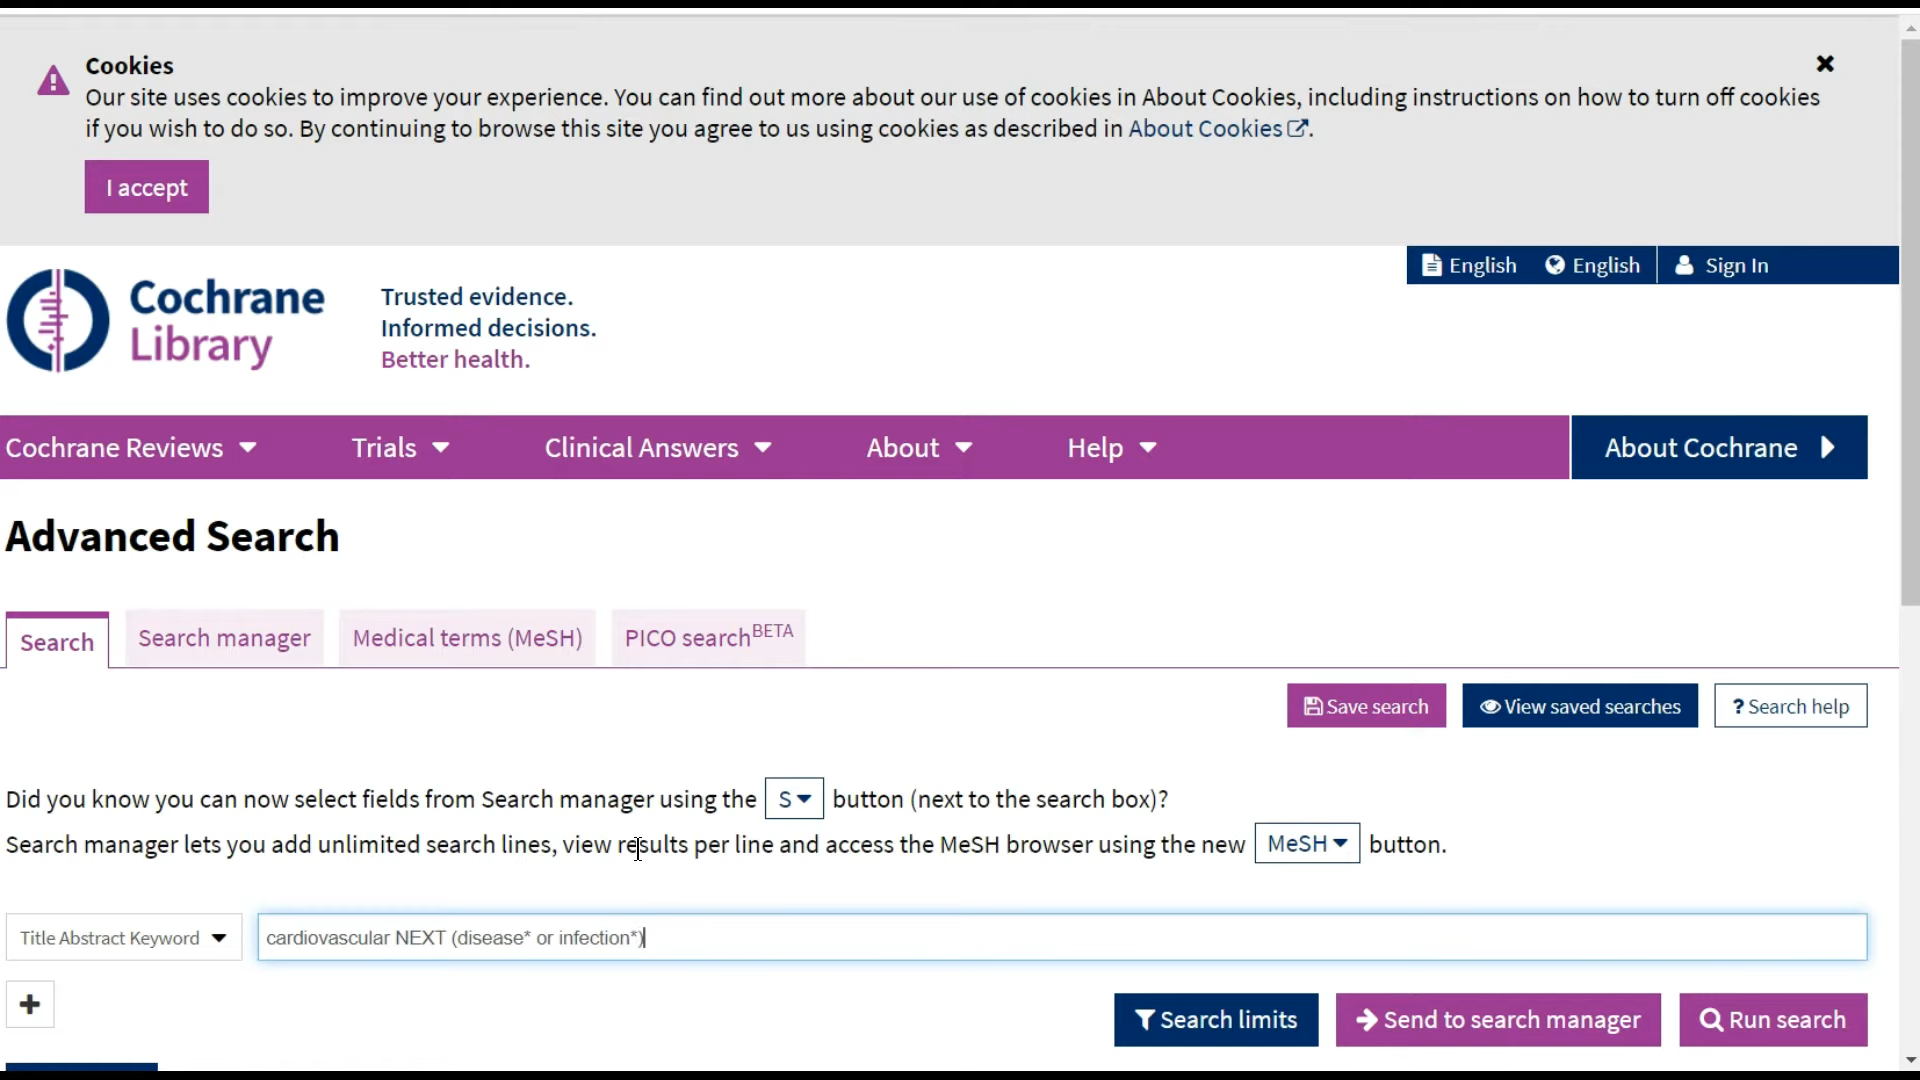 Cookies
Our site uses cookies to improve your experience. You can find out more about our use of cookies in About Cookies, including instructions on how to turn off cookies
if you wish to do so. By continuing to browse this site you agree to us using cookies as described in About Cookies.
I accept
English English Sign In
Cochrane
Library
Trusted evidence.
Informed decisions.
Better health.
Cochrane Reviews Trials Clinical Answers About Help About Cochrane
Advanced Search
Search Search manager Medical terms (MeSH) PICO search BETA
Save search View saved searches ? Search help
Did you know you can now select fields from Search manager using the S button (next to the search box)?
Search manager lets you add unlimited search lines, view results per line and access the MeSH browser using the new MeSH button.
Title Abstract Keyword cardiovascular NEXT (disease* or infection*)
+
Search limits Send to search manager Run search